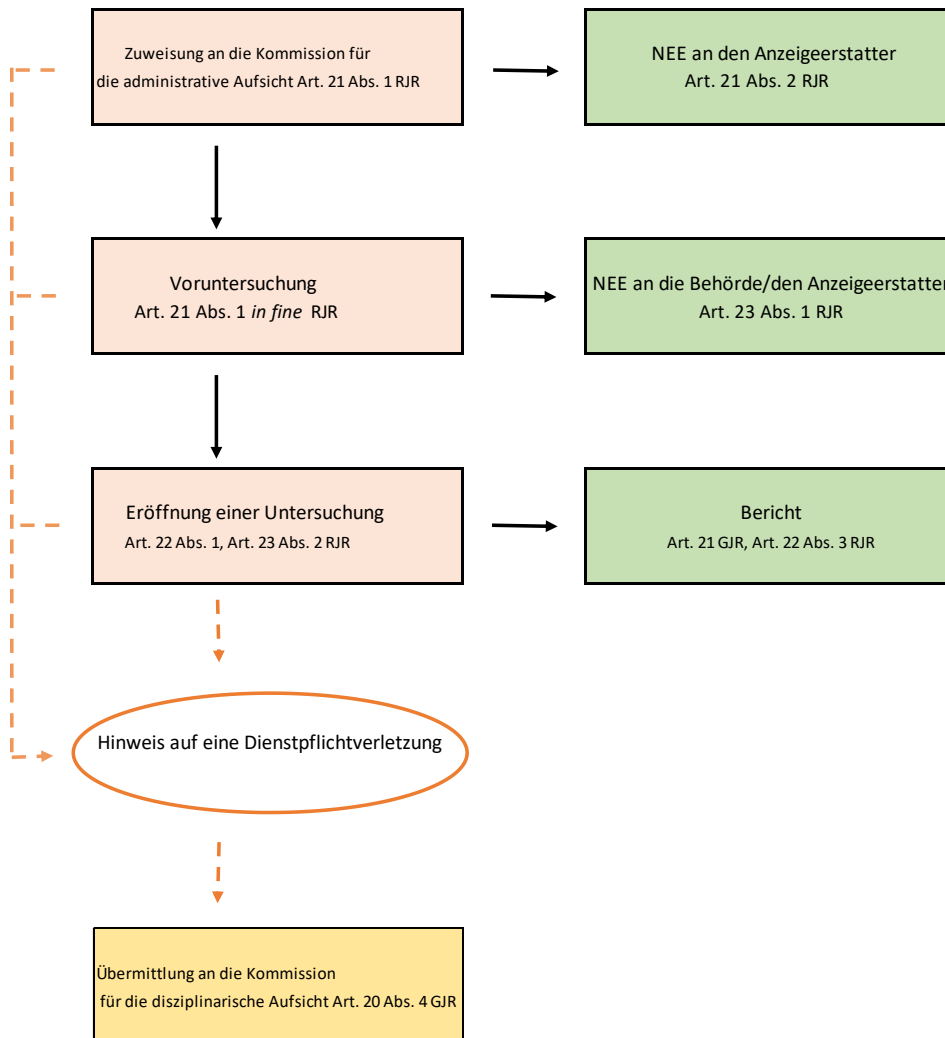 Zuweisung an die Kommission für
die administrative Aufsicht Art. 21 Abs. 1 RJR
NEE an den Anzeigeerstatter
Art. 21 Abs. 2 RJR
Voruntersuchung
Art. 21 Abs. 1 in fine RJR
NEE an die Behörde/den Anzeigeerstatter
Art. 23 Abs. 1 RJR
Eröffnung einer Untersuchung
Art. 22 Abs. 1, Art. 23 Abs. 2 RJR
Bericht
Art. 21 GJR, Art. 22 Abs. 3 RJR
Hinweis auf eine Dienstpflichtverletzung
Übermittlung an die Kommission
für die disziplinarische Aufsicht Art. 20 Abs. 4 GJR